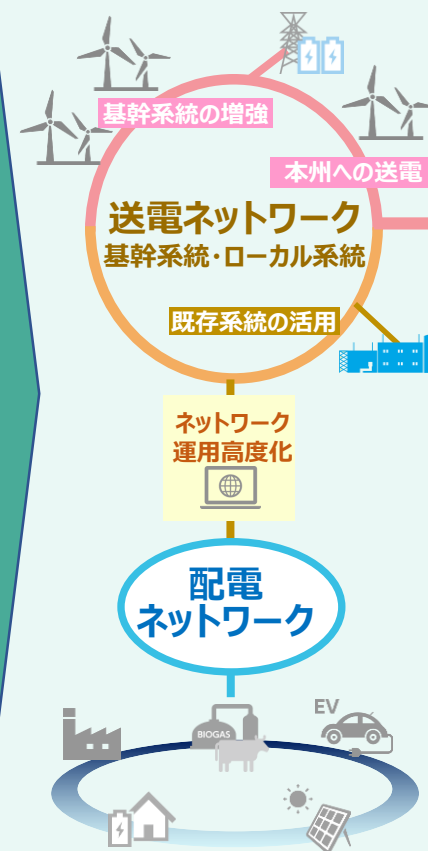 基幹系統の増強
本州への送電
送電ネットワーク
基幹系統・ローカル系統
既存系統の活用
ネットワーク
運用高度化
配電
ネットワーク
BIOGAS
EV